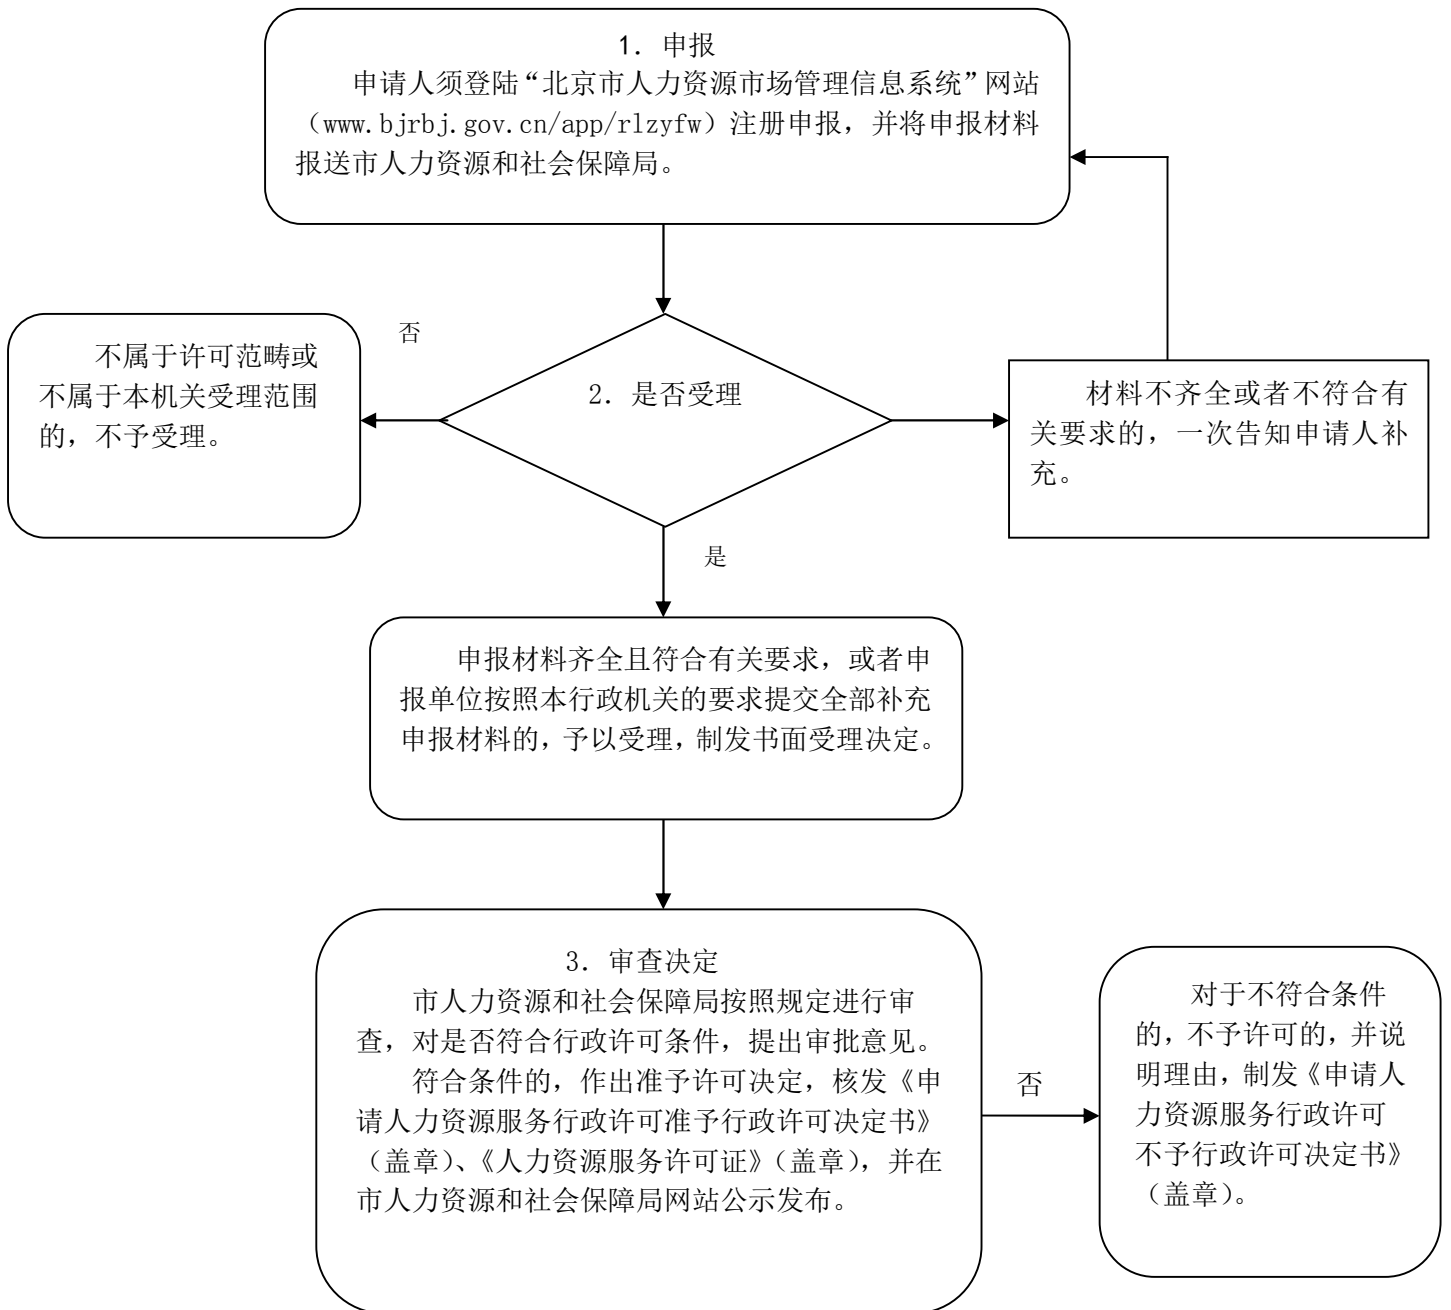 1. 申报
申请人须登陆“北京市人力资源市场管理信息系统”网站
（www.bjrbj.gov.cn/app/rlzyfw）注册申报，并将申报材料
报送市人力资源和社会保障局。
否
不属于许可范畴或
不属于本机关受理范围
的，不予受理。
2. 是否受理
材料不齐全或者不符合有
关要求的，一次告知申请人补
充。
是
申报材料齐全且符合有关要求，或者申
报单位按照本行政机关的要求提交全部补充
申报材料的，予以受理，制发书面受理决定。
3. 审查决定
市人力资源和社会保障局按照规定进行审
查，对是否符合行政许可条件，提出审批意见。
符合条件的，作出准予许可决定，核发《申
请人力资源服务行政许可准予行政许可决定书》
（盖章）、《人力资源服务许可证》（盖章），并在
市人力资源和社会保障局网站公示发布。
否
对于不符合条件
的，不予许可的，并说
明理由，制发《申请人
力资源服务行政许可
不予行政许可决定书》
（盖章）。